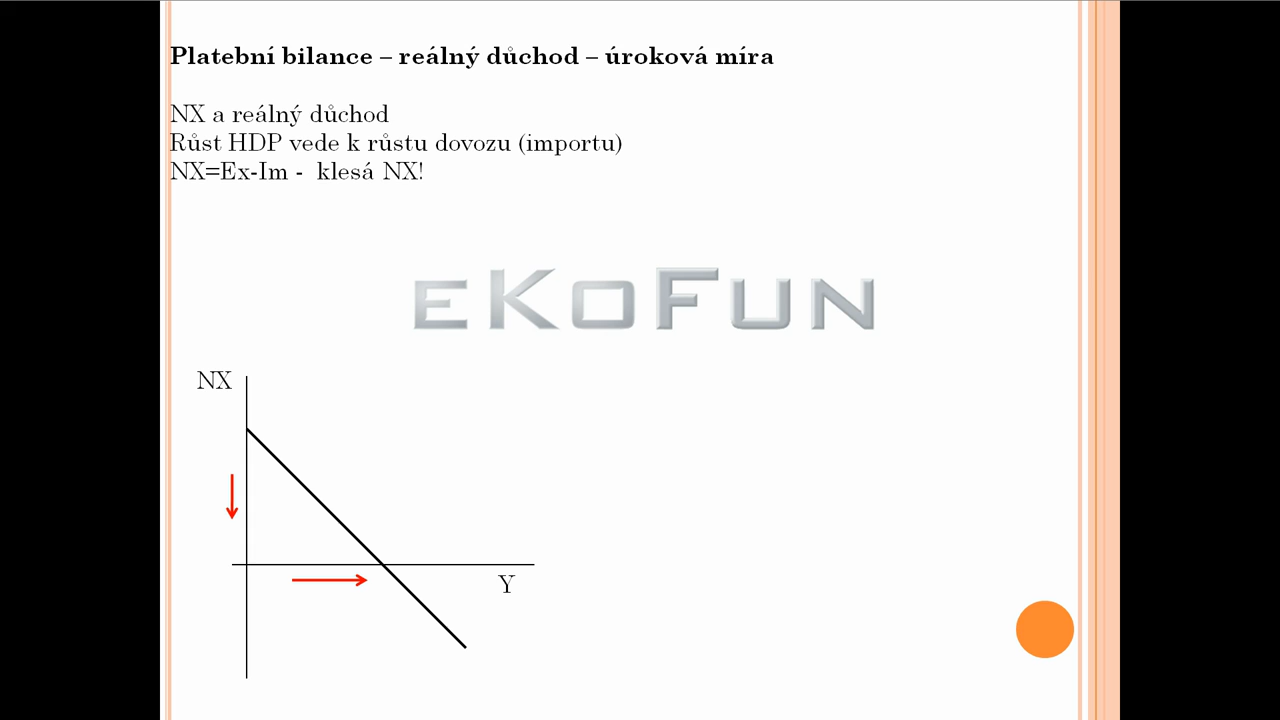 Platební bilance – reálný důchod – úroková míra
NX a reálný důchod
Růst HDP vede k růstu dovozu (importu)
NX=Ex-Im -  klesá NX!
eKoFun
NX
Y